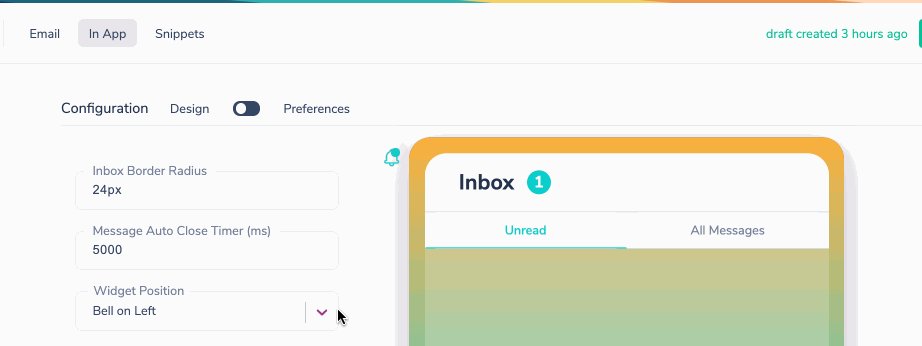 Email In App Snippets draft created 3 hours ago
Configuration Design Preferences
Inbox Border Radius
24px
Message Auto Close Timer (ms)
5000
Widget Position
Bell on Left
Inbox 1
Unread All Messages